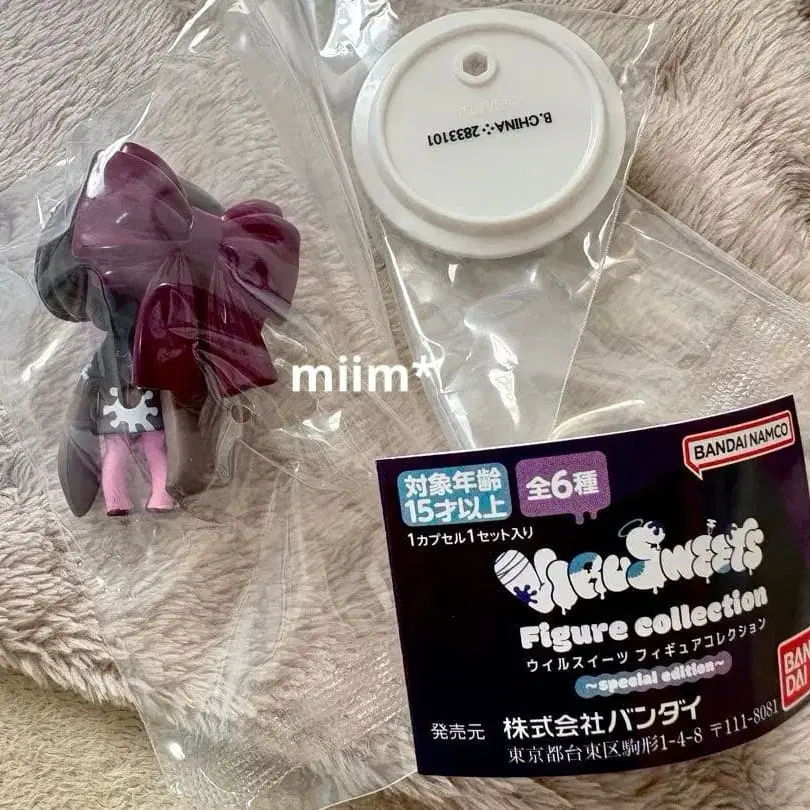 B.CHINA 2833101
miim*
BANDAI NAMCO
対象年齢
15才以上
全6種
1カプセル1セット入り
ViruSweets
Figure collection
ウイルスイーツ フィギュアコレクション
～special edition～
発売元 株式会社バンダイ
東京都台東区駒形1-4-8 〒111-8081
BAN
DAI